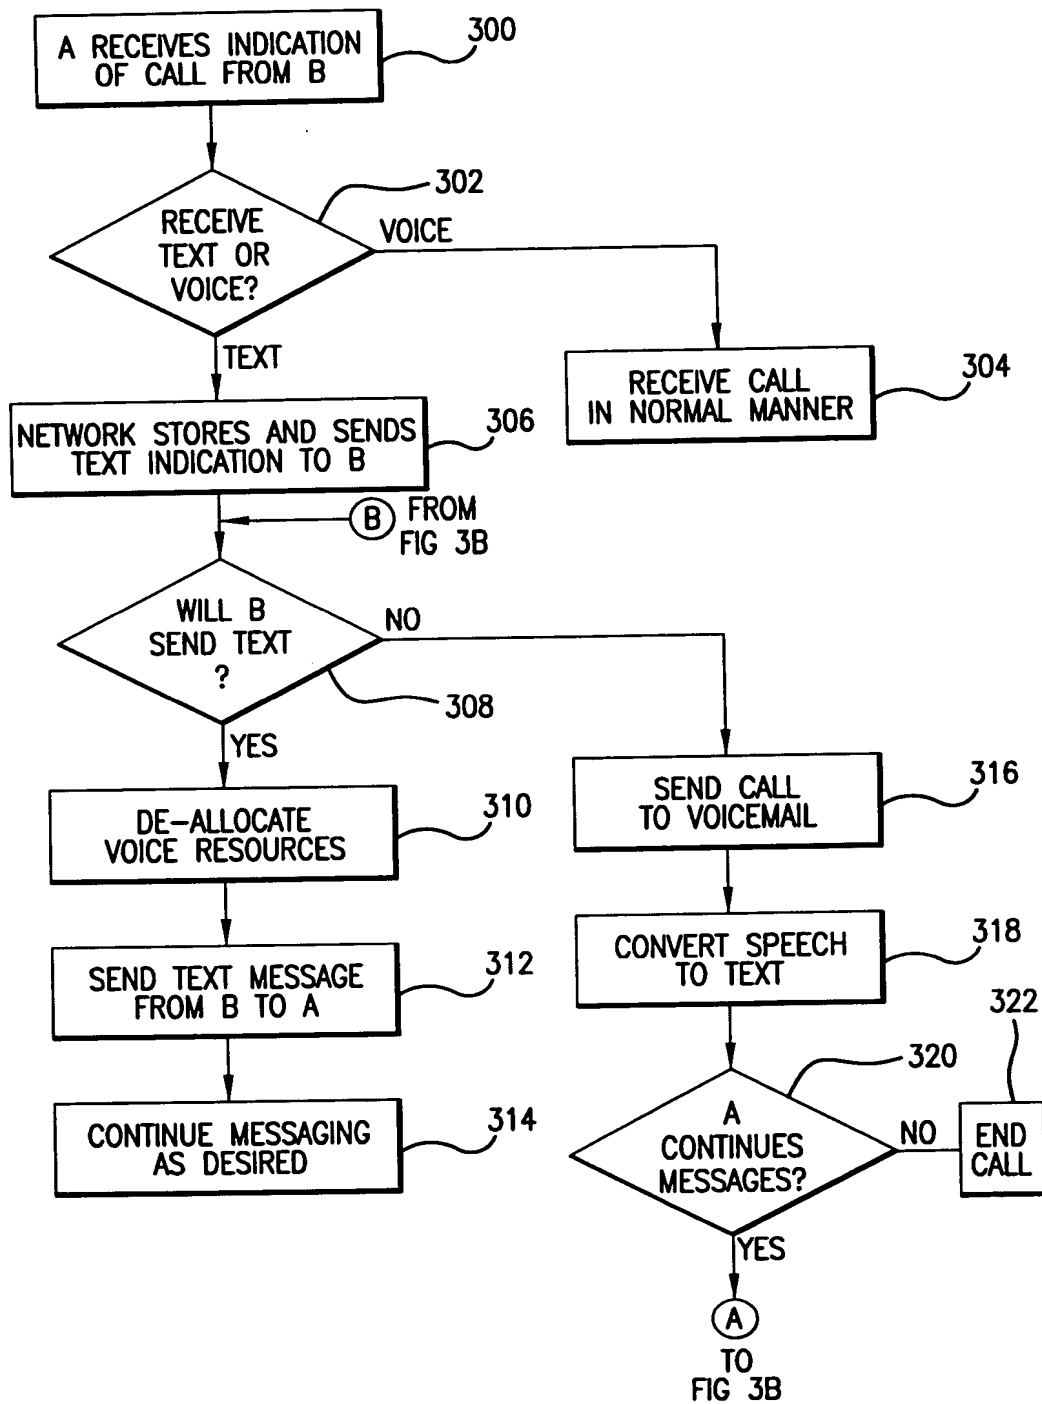 A RECEIVES INDICATION
OF CALL FROM B
300
302
RECEIVE
TEXT OR
VOICE?
VOICE
TEXT
RECEIVE CALL
IN NORMAL MANNER
304
NETWORK STORES AND SENDS
TEXT INDICATION TO B
306
B
FROM
FIG 3B
WILL B
SEND TEXT
?
NO
308
YES
DE-ALLOCATE
VOICE RESOURCES
310
SEND CALL
TO VOICEMAIL
316
SEND TEXT MESSAGE
FROM B TO A
312
CONVERT SPEECH
TO TEXT
318
CONTINUE MESSAGING
AS DESIRED
314
320
A
CONTINUES
MESSAGES?
NO
322
END
CALL
YES
A
TO
FIG 3B